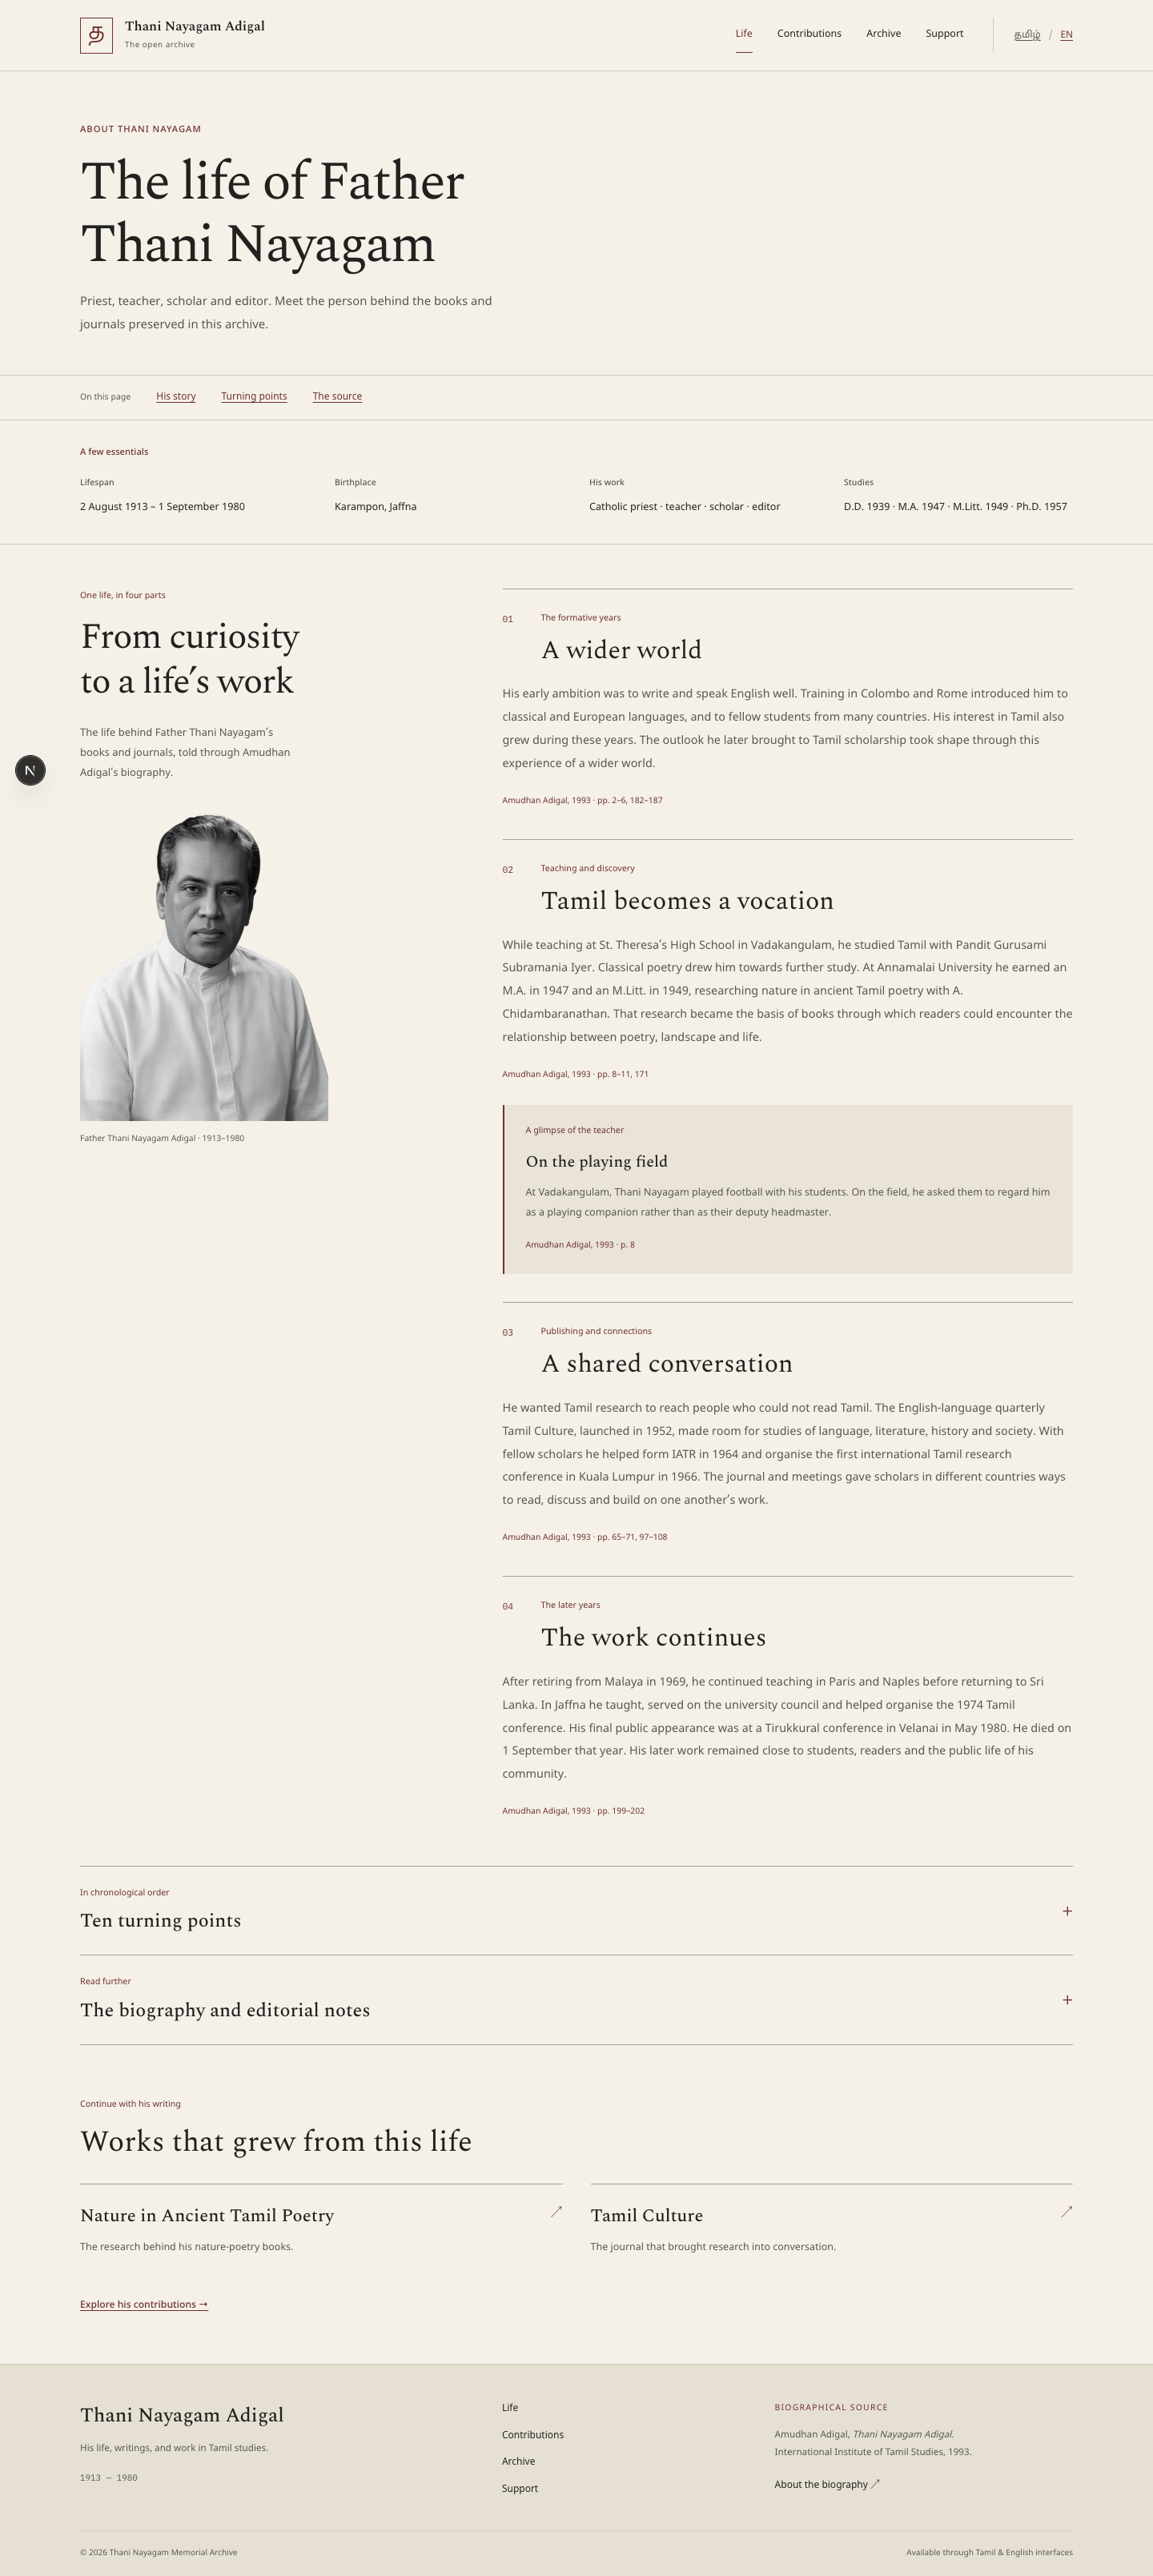 த
Thani Nayagam Adigal
The open archive
Life
Contributions
Archive
Support
தமிழ் / EN
ABOUT THANI NAYAGAM
The life of Father
Thani Nayagam
Priest, teacher, scholar and editor. Meet the person behind the books and
journals preserved in this archive.
On this page
His story
Turning points
The source
A few essentials
Lifespan
2 August 1913 – 1 September 1980
Birthplace
Karampon, Jaffna
His work
Catholic priest · teacher · scholar · editor
Studies
D.D. 1939 · M.A. 1947 · M.Litt. 1949 · Ph.D. 1957
One life, in four parts
From curiosity
to a life’s work
The life behind Father Thani Nayagam’s
books and journals, told through Amudhan
Adigal’s biography.
N
Father Thani Nayagam Adigal · 1913–1980
01
The formative years
A wider world
His early ambition was to write and speak English well. Training in Colombo and Rome introduced him to
classical and European languages, and to fellow students from many countries. His interest in Tamil also
grew during these years. The outlook he later brought to Tamil scholarship took shape through this
experience of a wider world.
Amudhan Adigal, 1993 · pp. 2–6, 182–187
02
Teaching and discovery
Tamil becomes a vocation
While teaching at St. Theresa’s High School in Vadakangulam, he studied Tamil with Pandit Gurusami
Subramania Iyer. Classical poetry drew him towards further study. At Annamalai University he earned an
M.A. in 1947 and an M.Litt. in 1949, researching nature in ancient Tamil poetry with A.
Chidambaranathan. That research became the basis of books through which readers could encounter the
relationship between poetry, landscape and life.
Amudhan Adigal, 1993 · pp. 8–11, 171
A glimpse of the teacher
On the playing field
At Vadakangulam, Thani Nayagam played football with his students. On the field, he asked them to regard him
as a playing companion rather than as their deputy headmaster.
Amudhan Adigal, 1993 · p. 8
03
Publishing and connections
A shared conversation
He wanted Tamil research to reach people who could not read Tamil. The English-language quarterly
Tamil Culture, launched in 1952, made room for studies of language, literature, history and society. With
fellow scholars he helped form IATR in 1964 and organise the first international Tamil research
conference in Kuala Lumpur in 1966. The journal and meetings gave scholars in different countries ways
to read, discuss and build on one another’s work.
Amudhan Adigal, 1993 · pp. 65–71, 97–108
04
The later years
The work continues
After retiring from Malaya in 1969, he continued teaching in Paris and Naples before returning to Sri
Lanka. In Jaffna he taught, served on the university council and helped organise the 1974 Tamil
conference. His final public appearance was at a Tirukkural conference in Velanai in May 1980. He died on
1 September that year. His later work remained close to students, readers and the public life of his
community.
Amudhan Adigal, 1993 · pp. 199–202
In chronological order
Ten turning points
+
Read further
The biography and editorial notes
+
Continue with his writing
Works that grew from this life
Nature in Ancient Tamil Poetry ↗
The research behind his nature-poetry books.
Tamil Culture ↗
The journal that brought research into conversation.
Explore his contributions →
Thani Nayagam Adigal
His life, writings, and work in Tamil studies.
1913 — 1980
Life
Contributions
Archive
Support
BIOGRAPHICAL SOURCE
Amudhan Adigal, Thani Nayagam Adigal.
International Institute of Tamil Studies, 1993.
About the biography ↗
© 2026 Thani Nayagam Memorial Archive
Available through Tamil & English interfaces